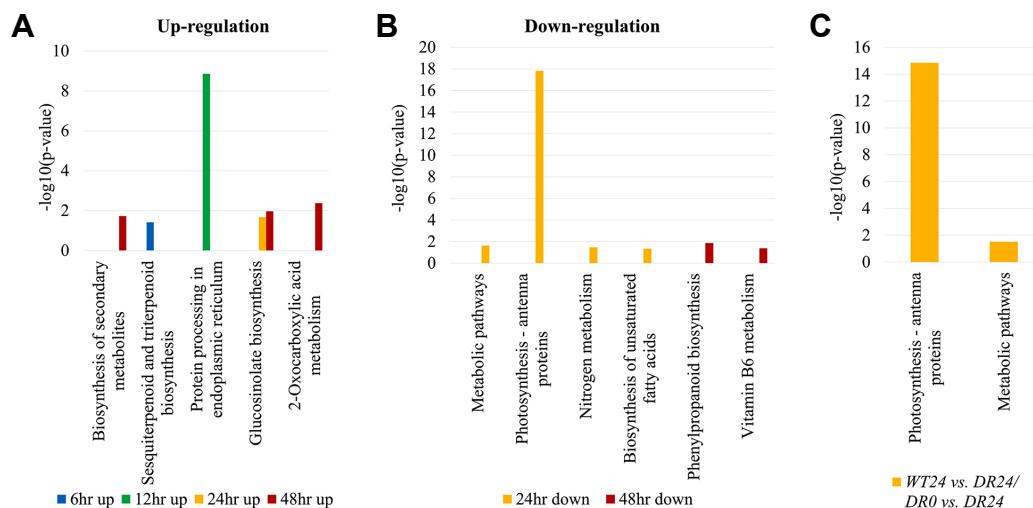 A
Up-regulation
-log10(p-value)
10
8
6
4
2
0
Biosynthesis of secondary
metabolites
Sesquiterpenoid and triterpenoid
biosynthesis
Protein processing in
endoplasmic reticulum
Glucosinolate biosynthesis
2-Oxocarboxylic acid
metabolism
6hr up
12hr up
24hr up
48hr up
B
Down-regulation
-log10(p-value)
20
18
16
14
12
10
8
6
4
2
0
Metabolic pathways
Photosynthesis - antenna
proteins
Nitrogen metabolism
Biosynthesis of unsaturated
fatty acids
Phenylpropanoid biosynthesis
Vitamin B6 metabolism
24hr down
48hr down
C
-log10(p-value)
16
14
12
10
8
6
4
2
0
Photosynthesis - antenna
proteins
Metabolic pathways
WT24 vs. DR24/
DR0 vs. DR24